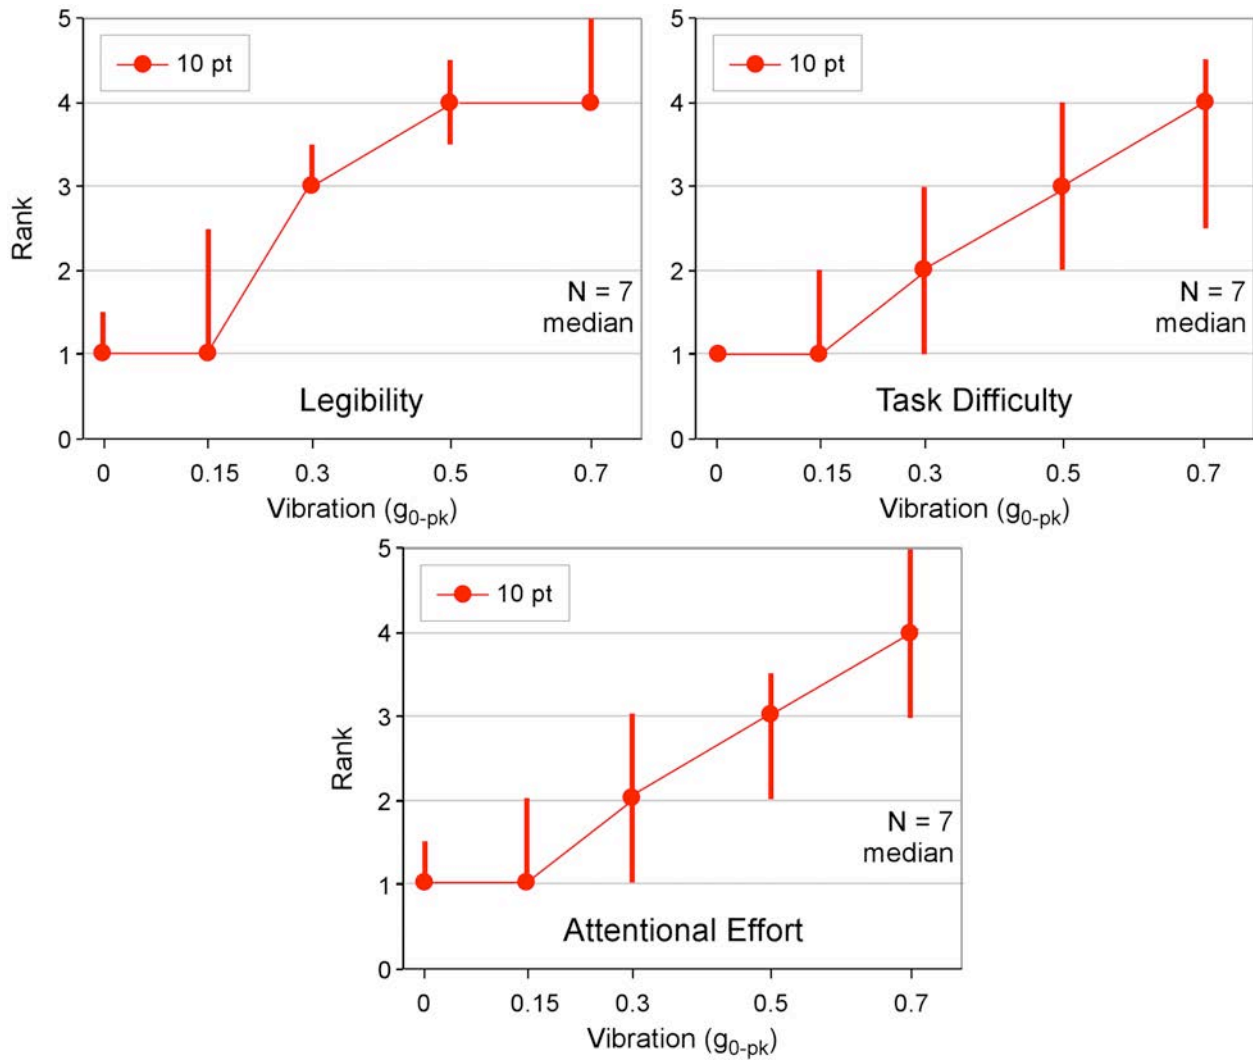 5
4
3
2
1
0
Rank
10 pt
N = 7
median
Legibility
0 0.15 0.3 0.5 0.7
Vibration (g0-pk)
5
4
3
2
1
0
10 pt
N = 7
median
Task Difficulty
0 0.15 0.3 0.5 0.7
Vibration (g0-pk)
5
4
3
2
1
0
Rank
10 pt
N = 7
median
Attentional Effort
0 0.15 0.3 0.5 0.7
Vibration (g0-pk)